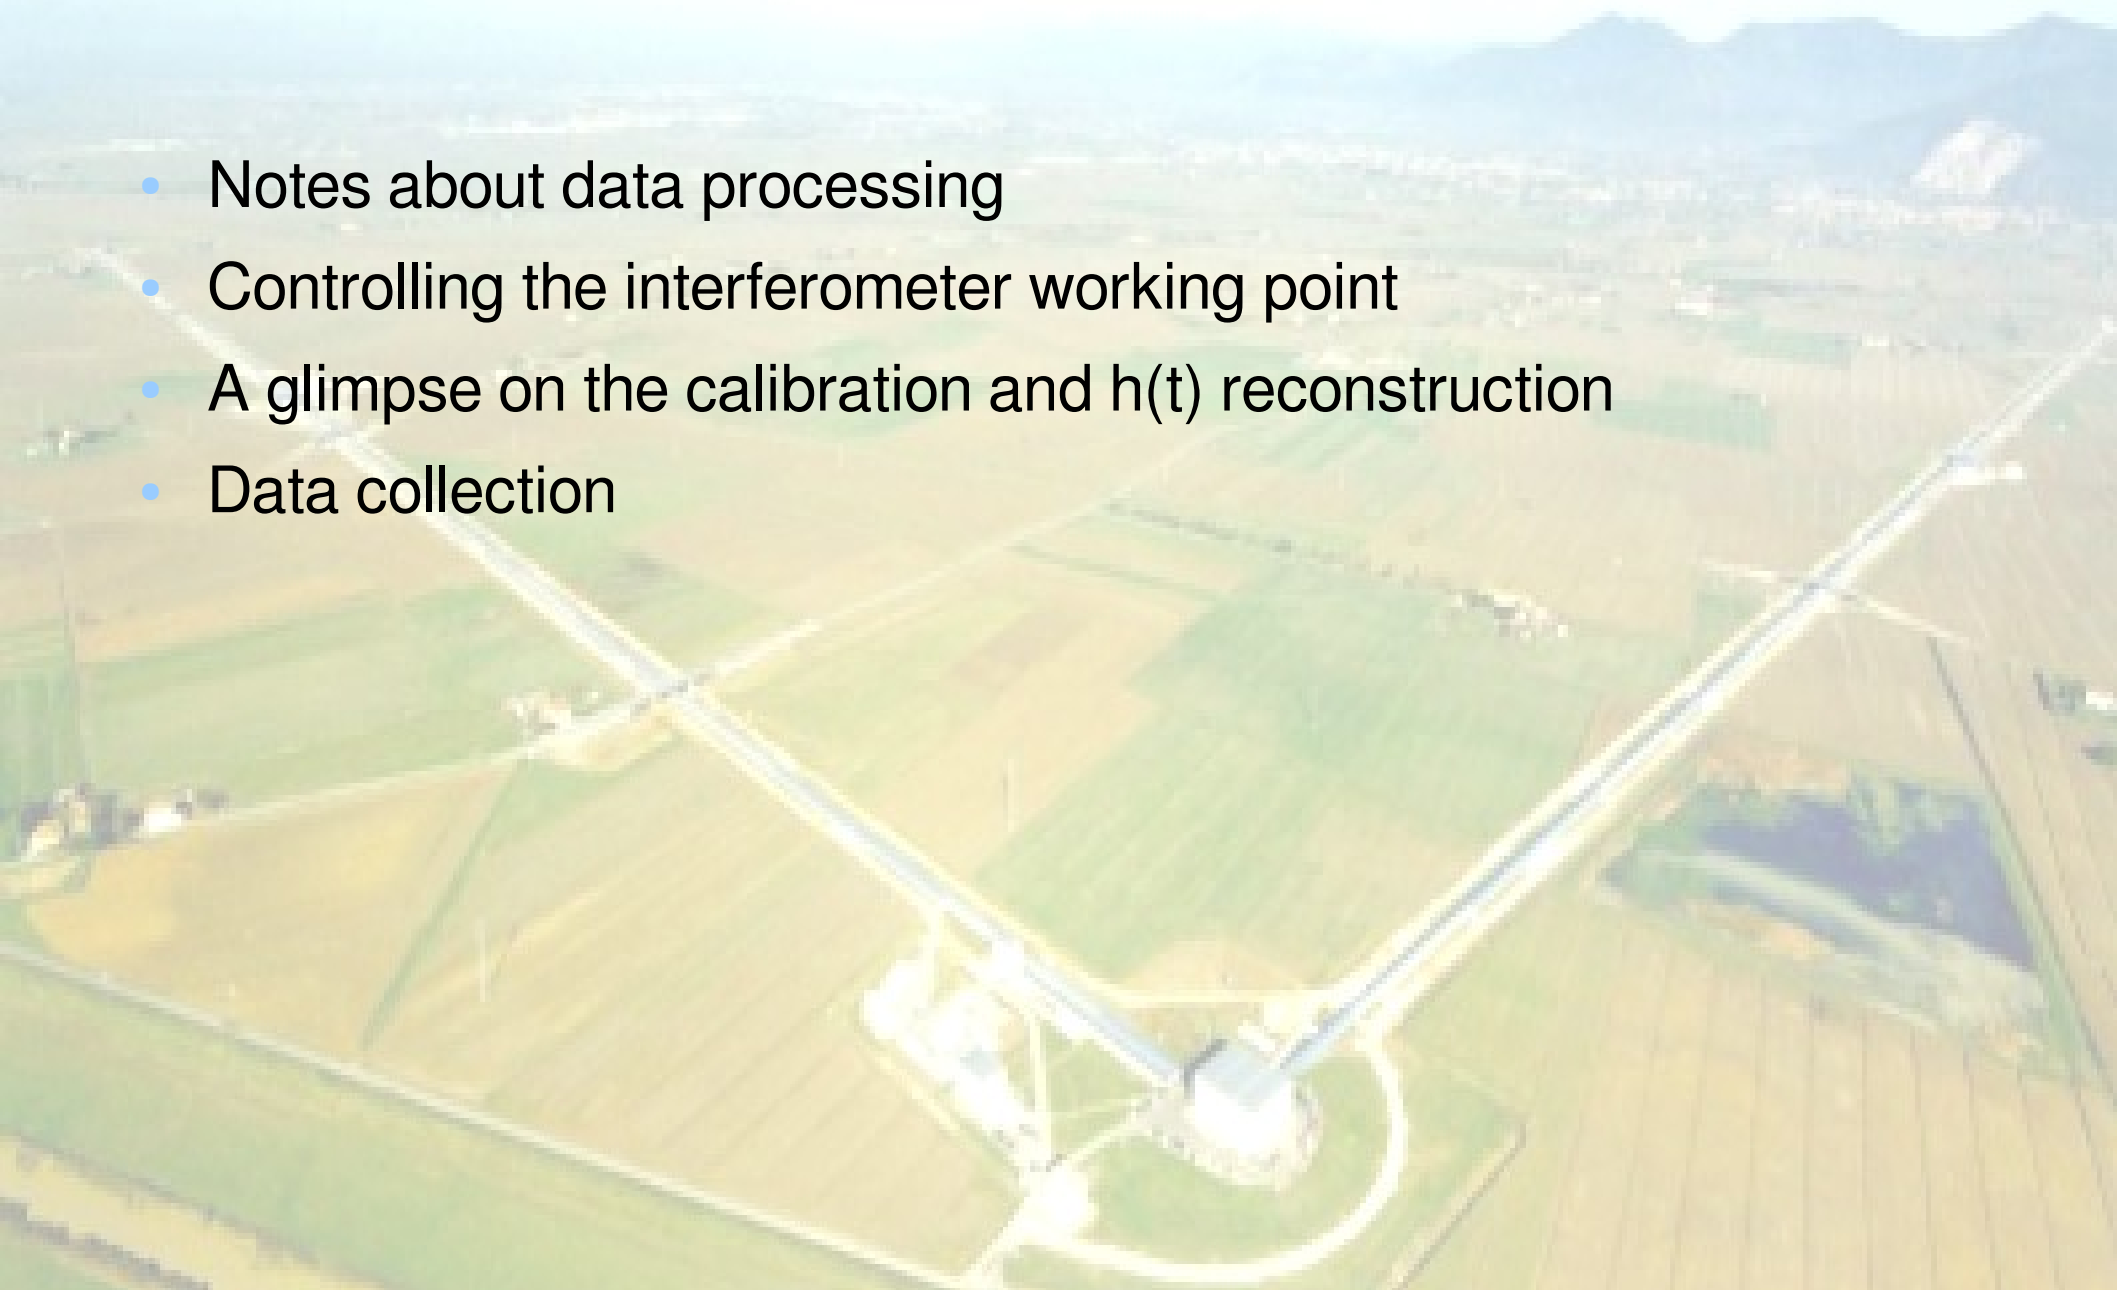 Notes about data processing
Controlling the interferometer working point
A glimpse on the calibration and h(t) reconstruction
Data collection